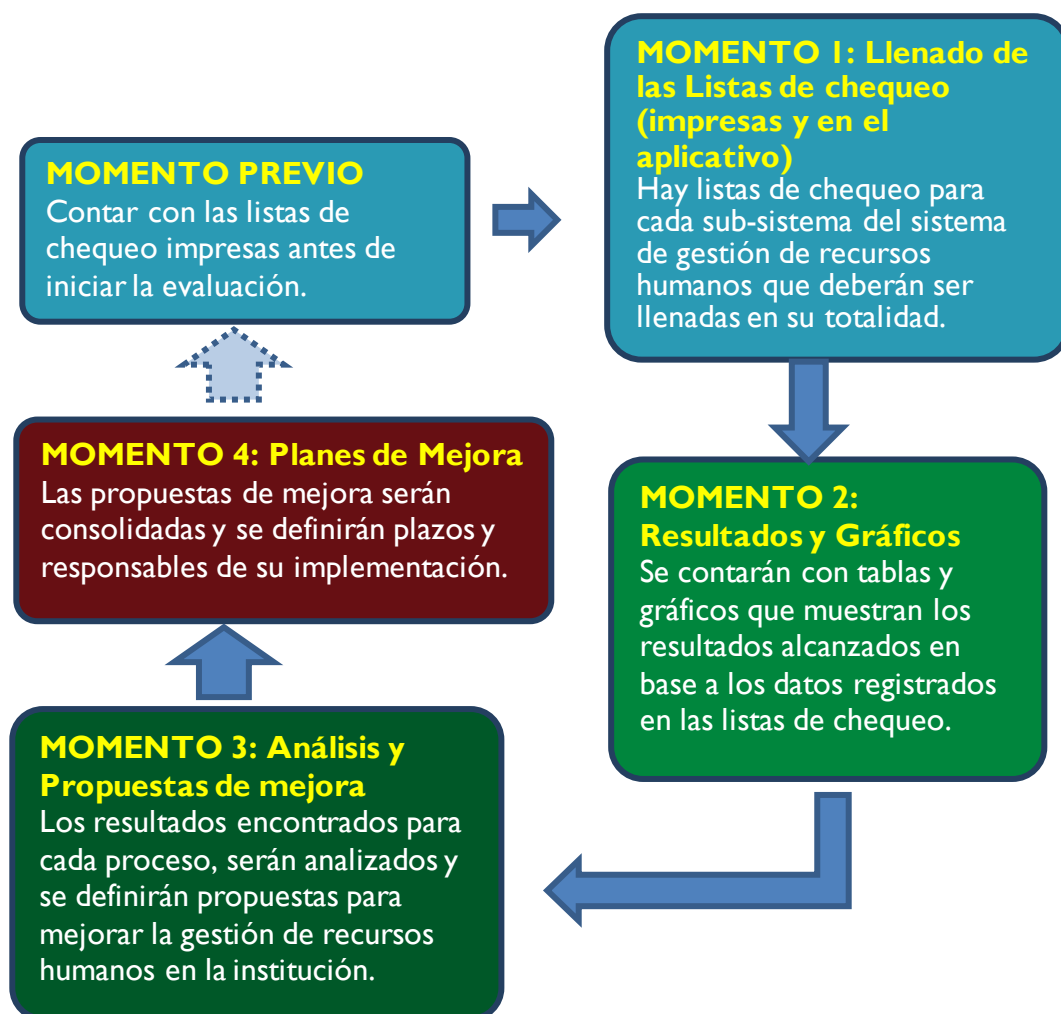 MOMENTO PREVIO
Contar con las listas de
chequeo impresas antes de
iniciar la evaluación.
MOMENTO 1: Llenado de
las Listas de chequeo
(impresas y en el
aplicativo)
Hay listas de chequeo para
cada sub-sistema del sistema
de gestión de recursos
humanos que deberán ser
llenadas en su totalidad.
MOMENTO 2:
Resultados y Gráficos
Se contarán con tablas y
gráficos que muestran los
resultados alcanzados en
base a los datos registrados
en las listas de chequeo.
MOMENTO 3: Análisis y
Propuestas de mejora
Los resultados encontrados para
cada proceso, serán analizados y
se definirán propuestas para
mejorar la gestión de recursos
humanos en la institución.
MOMENTO 4: Planes de Mejora
Las propuestas de mejora serán
consolidadas y se definirán plazos y
responsables de su implementación.